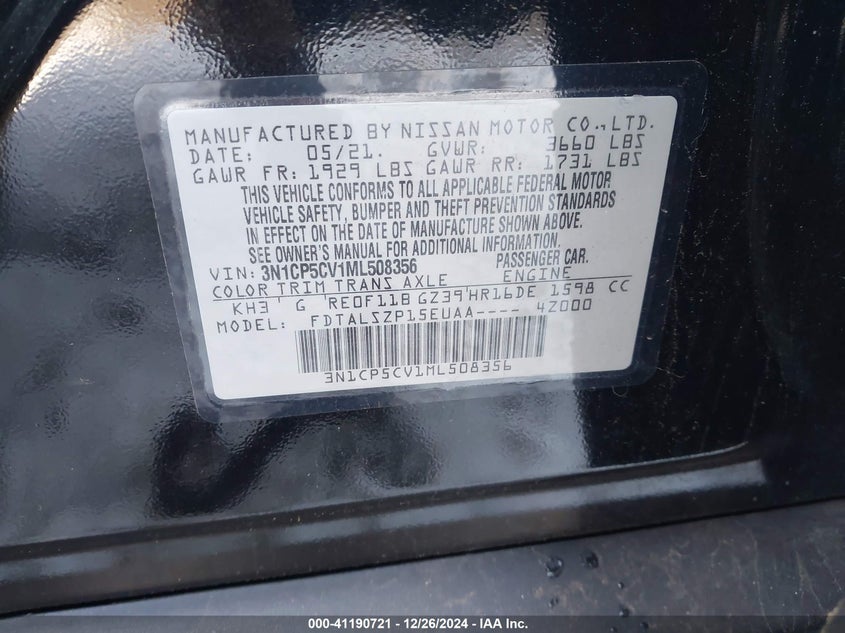 MANUFACTURED BY NISSAN MOTOR CO.,LTD.
DATE: 05/21. GVWR: 3660 LBS
GAWR FR: 1929 LBS GAWR RR: 1731 LBS
THIS VEHICLE CONFORMS TO ALL APPLICABLE FEDERAL MOTOR
VEHICLE SAFETY, BUMPER AND THEFT PREVENTION STANDARDS
IN EFFECT ON THE DATE OF MANUFACTURE SHOWN ABOVE.
SEE OWNER'S MANUAL FOR ADDITIONAL INFORMATION.
VIN: 3N1CP5CV1ML508356 PASSENGER CAR.
COLOR TRIM TRANS AXLE ENGINE
KH3 ' G 'RE0F11B GZ39'HR16DE 1598 CC
MODEL: FDTALSZP15EUAA---- 4Z000
3N1CP5CV1ML508356
000-41190721 / 12/26/2024 - IAA Inc.